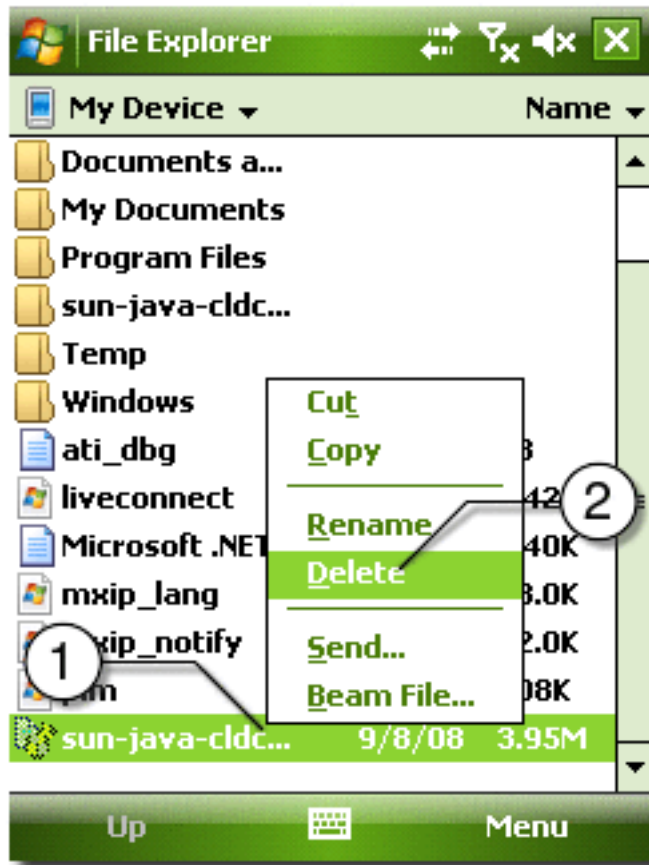 File Explorer
My Device Name
Documents a...
My Documents
Program Files
sun-java-cldc...
Temp
Windows
ati_dbg
liveconnect
Microsoft .NET
40K
mxip_lang
2
Cut
Copy
Rename
Delete
Send...
Beam File...
1
sun-java-cldc... 9/8/08 3.95M
Up Menu